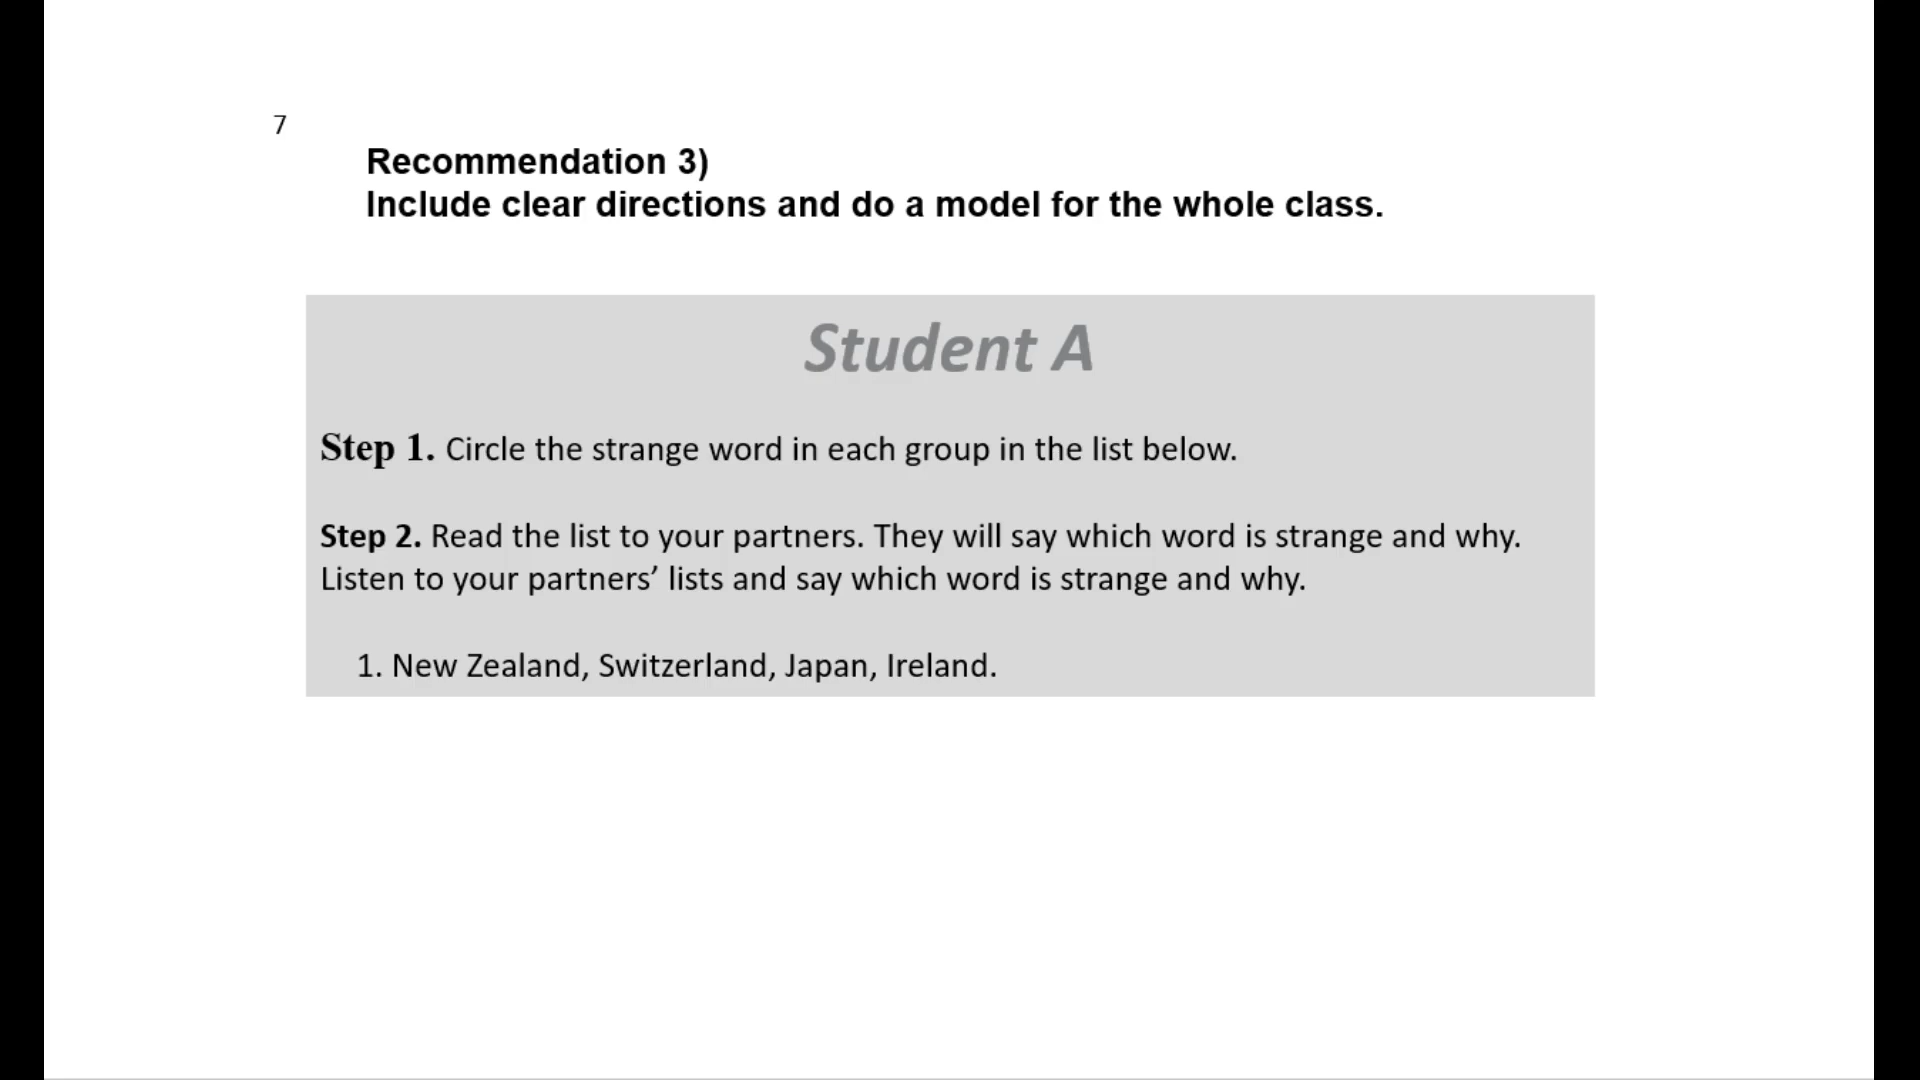 7
Recommendation 3)
Include clear directions and do a model for the whole class.
Student A
Step 1. Circle the strange word in each group in the list below.
Step 2. Read the list to your partners. They will say which word is strange and why.
Listen to your partners’ lists and say which word is strange and why.
1. New Zealand, Switzerland, Japan, Ireland.